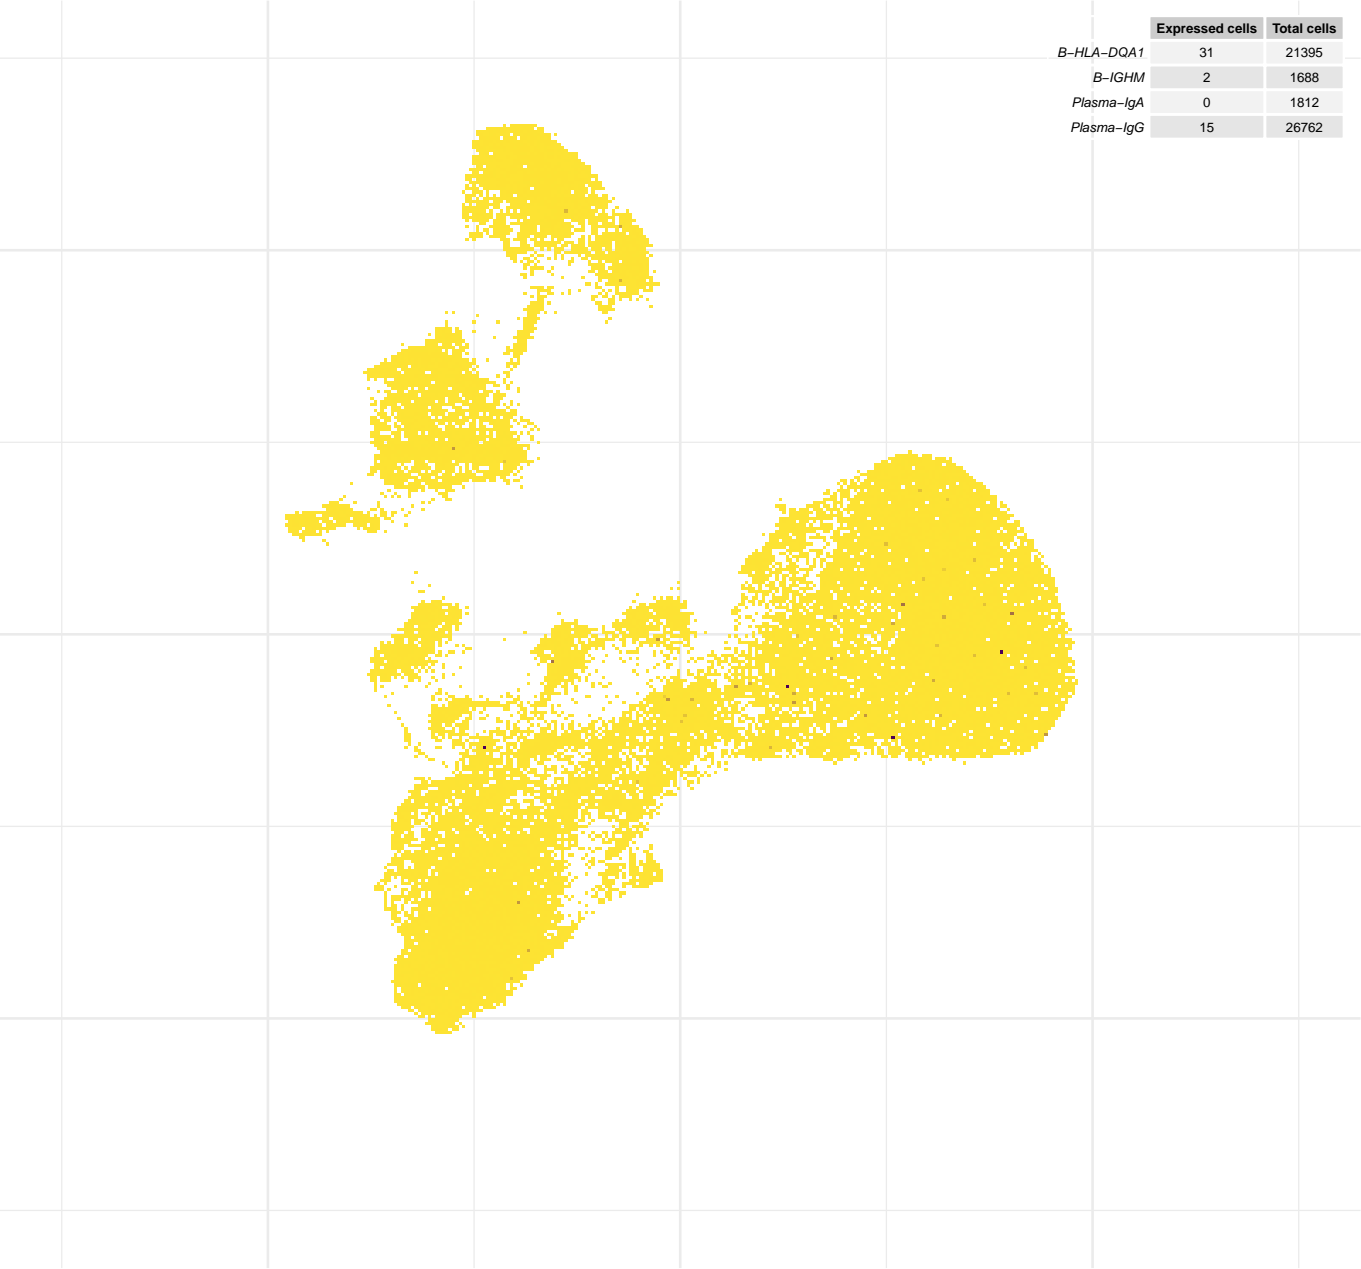 Expressed cells Total cells
B−HLA−DQA1 31 21395
B−IGHM 2 1688
Plasma−IgA 0 1812
Plasma−IgG 15 26762